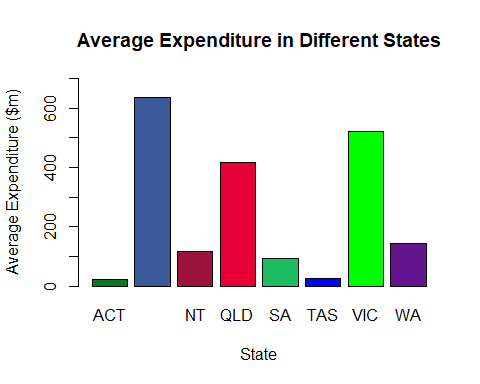 Average Expenditure in Different States
Average Expenditure ($m)
600
400
200
0
ACT NT QLD SA TAS VIC WA
State